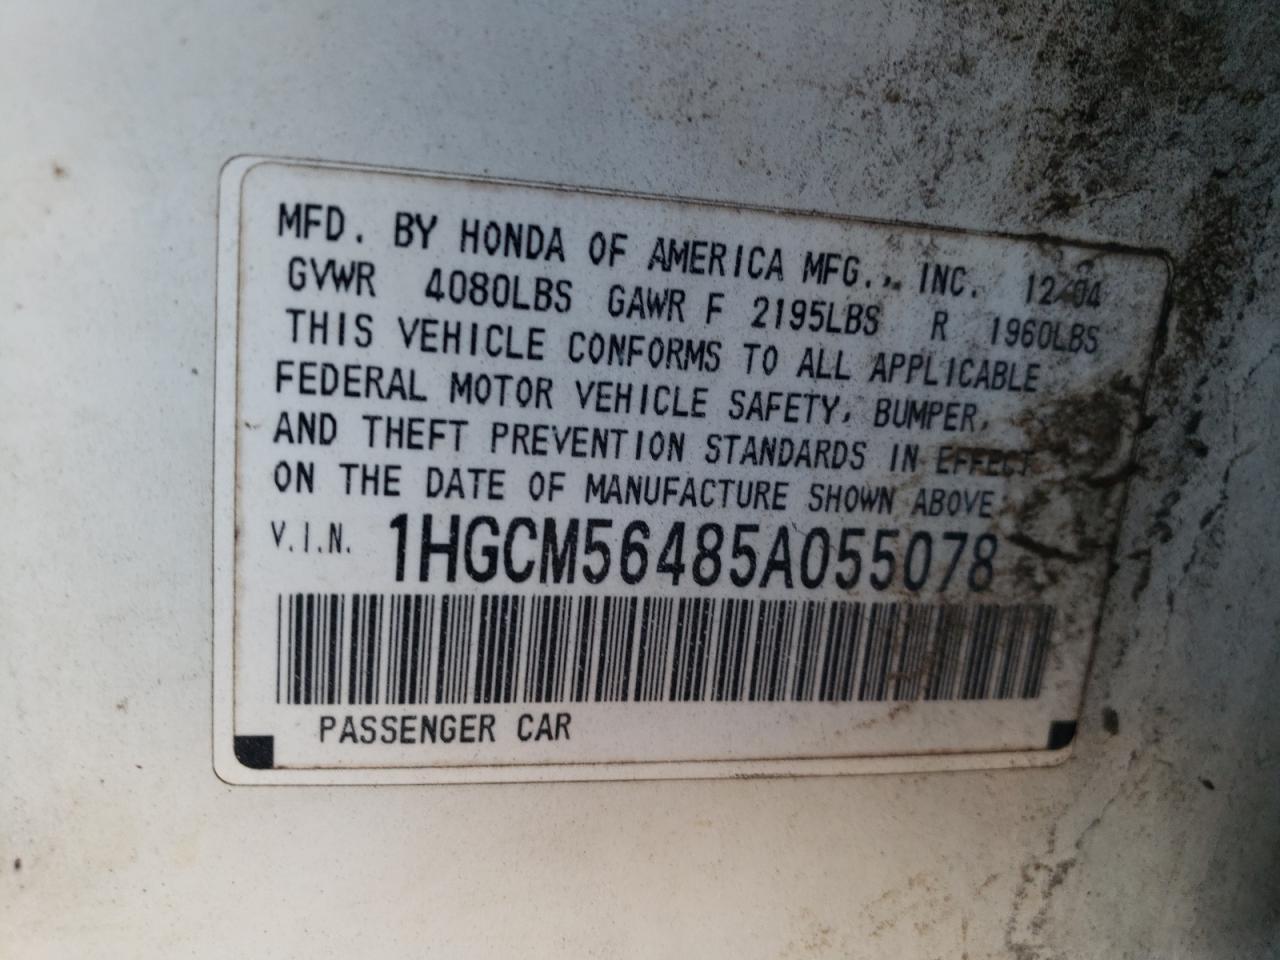 MFD. BY HONDA OF AMERICA MFG., INC. 12/04
GVWR 4080LBS GAWR F 2195LBS R 1960LBS
THIS VEHICLE CONFORMS TO ALL APPLICABLE
FEDERAL MOTOR VEHICLE SAFETY, BUMPER,
AND THEFT PREVENTION STANDARDS IN EFFECT
ON THE DATE OF MANUFACTURE SHOWN ABOVE.
V.I.N. 1HGCM56485A055078
PASSENGER CAR